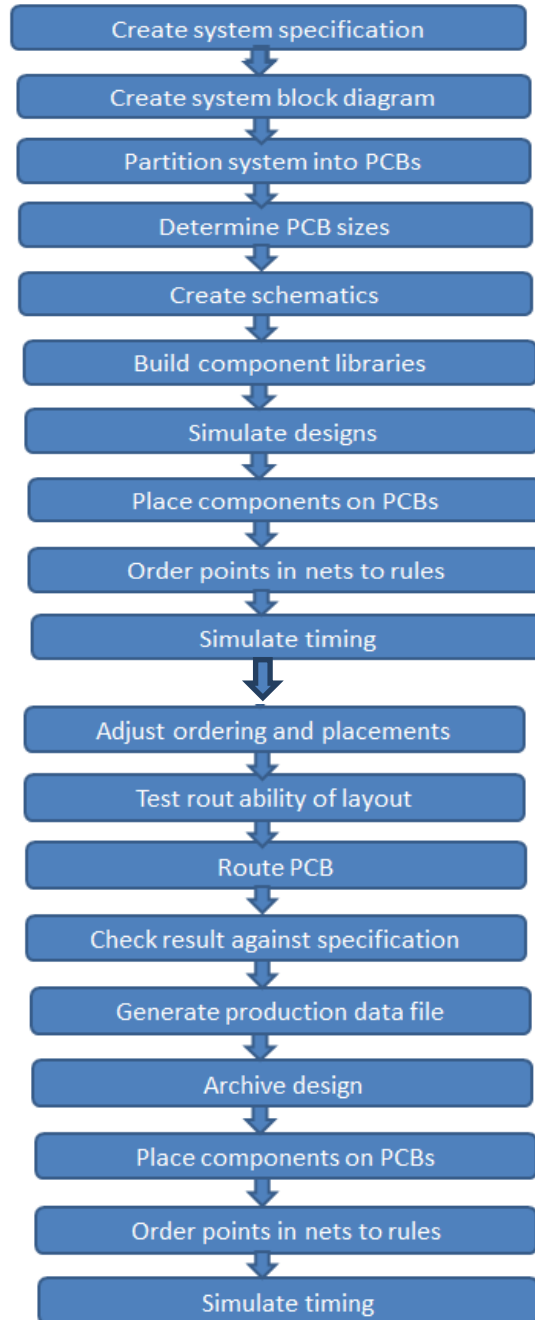 Create system specification
Create system block diagram
Partition system into PCBs
Determine PCB sizes
Create schematics
Build component libraries
Simulate designs
Place components on PCBs
Order points in nets to rules
Simulate timing
Adjust ordering and placements
Test rout ability of layout
Route PCB
Check result against specification
Generate production data file
Archive design
Place components on PCBs
Order points in nets to rules
Simulate timing